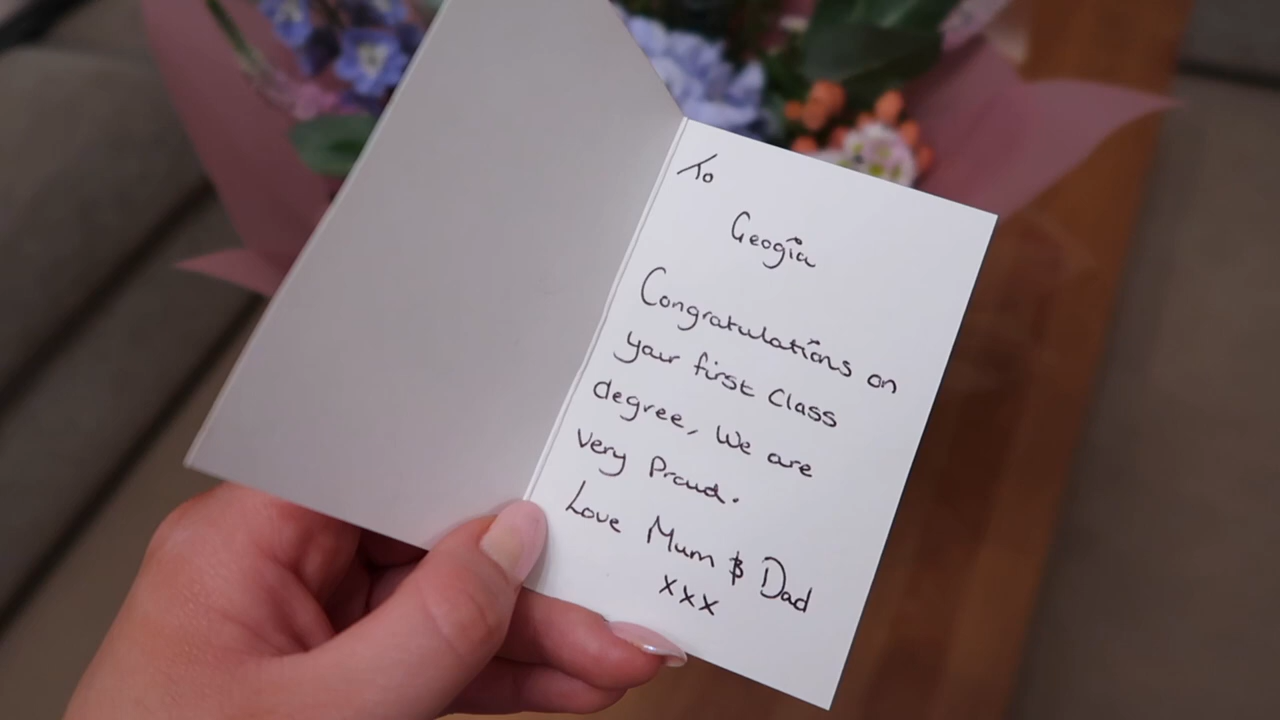 To
Geogia
Congratulations on
your first Class
degree, We are
very Proud.
Love Mum & Dad
xxx